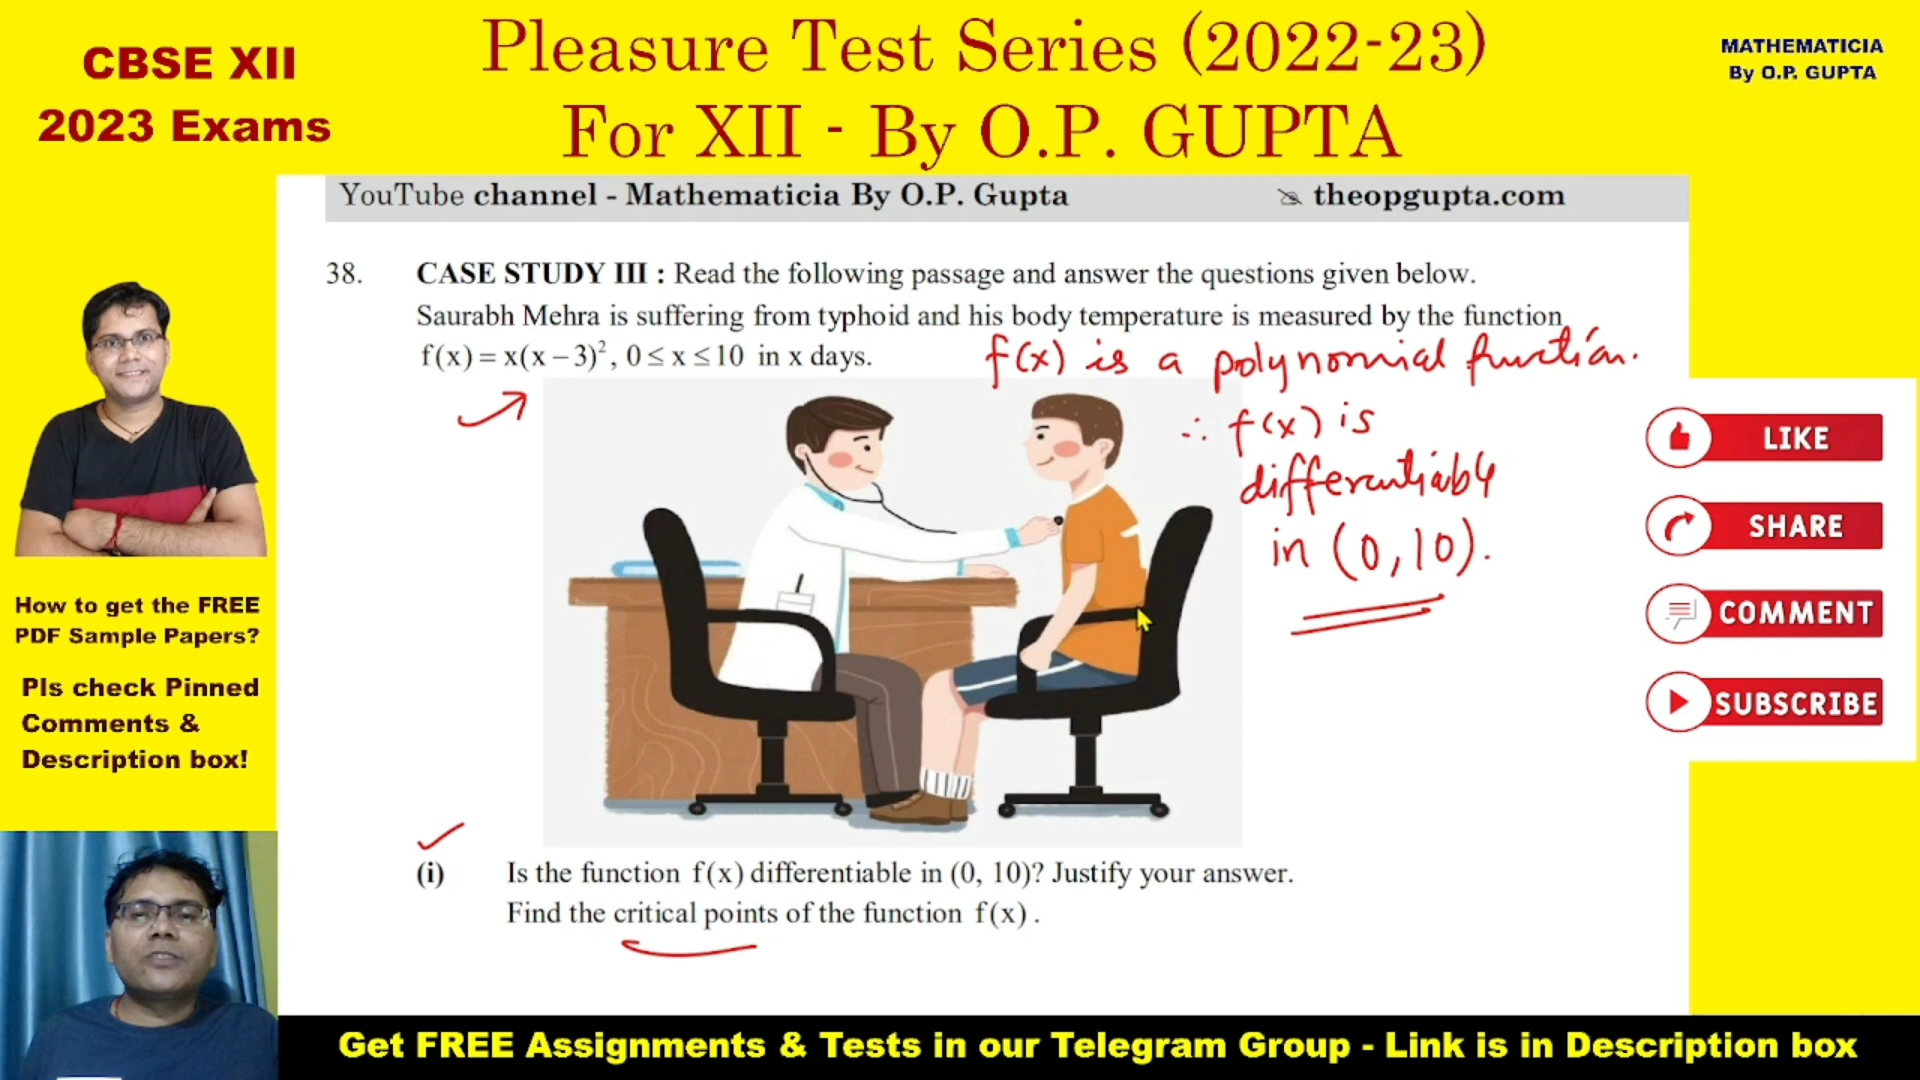 CBSE XII
2023 Exams
Pleasure Test Series (2022-23)
For XII - By O.P. GUPTA
MATHEMATICIA
By O.P. GUPTA
YouTube channel - Mathematicia By O.P. Gupta
theopgupta.com
38. CASE STUDY III : Read the following passage and answer the questions given below.
Saurabh Mehra is suffering from typhoid and his body temperature is measured by the function
f(x) = x(x − 3)², 0 ≤ x ≤ 10 in x days.
f(x) is a polynomial function.
∴ f(x) is
differentiable
in (0,10).
(i) Is the function f(x) differentiable in (0, 10)? Justify your answer.
Find the critical points of the function f(x).
How to get the FREE
PDF Sample Papers?
Pls check Pinned
Comments &
Description box!
LIKE
SHARE
COMMENT
SUBSCRIBE
Get FREE Assignments & Tests in our Telegram Group - Link is in Description box